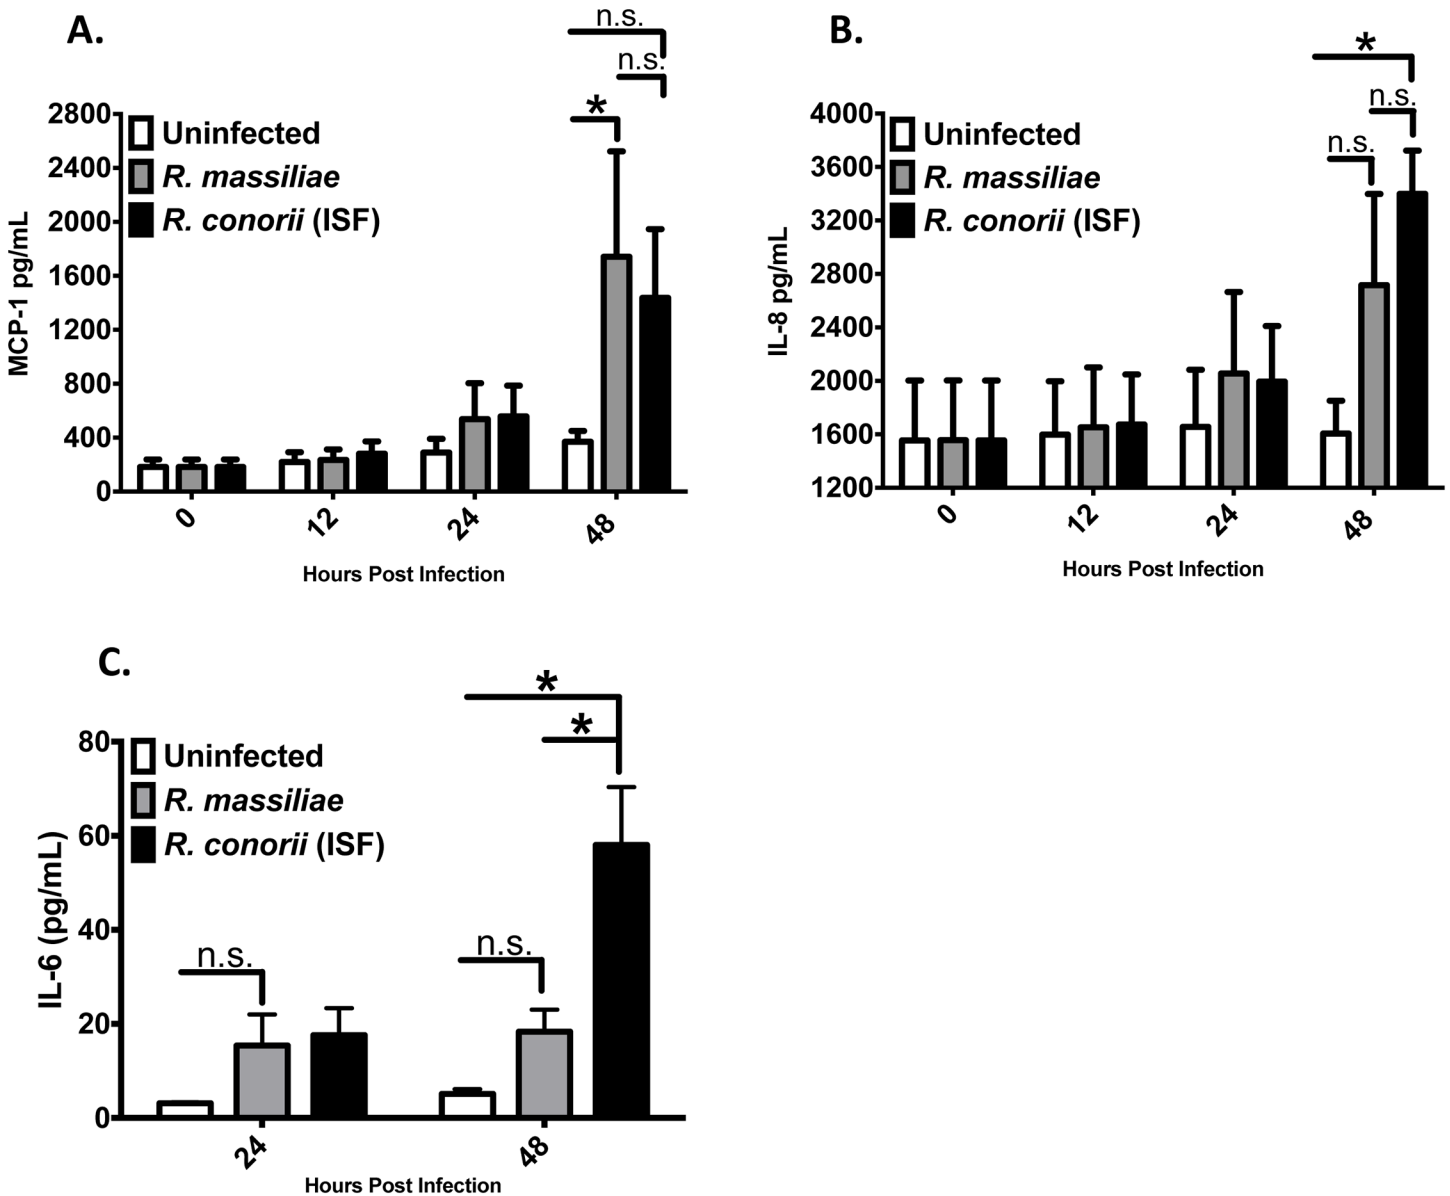 A.
n.s.
n.s.
*
2800
2400
2000
1600
1200
800
400
0
MCP-1 pg/mL
Uninfected
R. massiliae
R. conorii (ISF)
0
12
24
48
Hours Post Infection
B.
*
n.s.
n.s.
4000
3600
3200
2800
2400
2000
1600
1200
IL-8 pg/mL
Uninfected
R. massiliae
R. conorii (ISF)
0
12
24
48
Hours Post Infection
C.
*
*
80
60
40
20
0
IL-6 (pg/mL)
Uninfected
R. massiliae
R. conorii (ISF)
n.s.
n.s.
24
48
Hours Post Infection